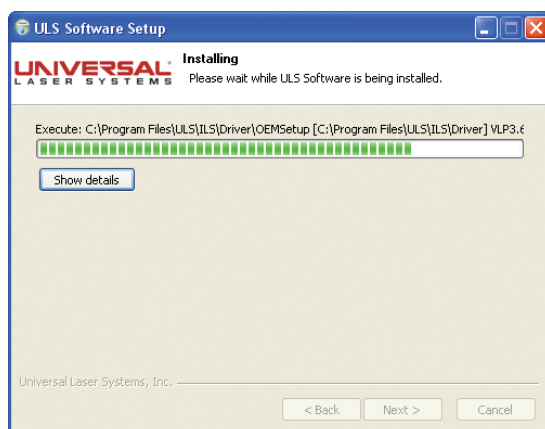 ULS Software Setup
UNIVERSAL
LASER SYSTEMS
Installing
Please wait while ULS Software is being installed.
Execute: C:\Program Files\ULS\ILS\Driver\OEMSetup [C:\Program Files\ULS\ILS\Driver] VLP3.6
Show details
Universal Laser Systems, Inc.
< Back
Next >
Cancel